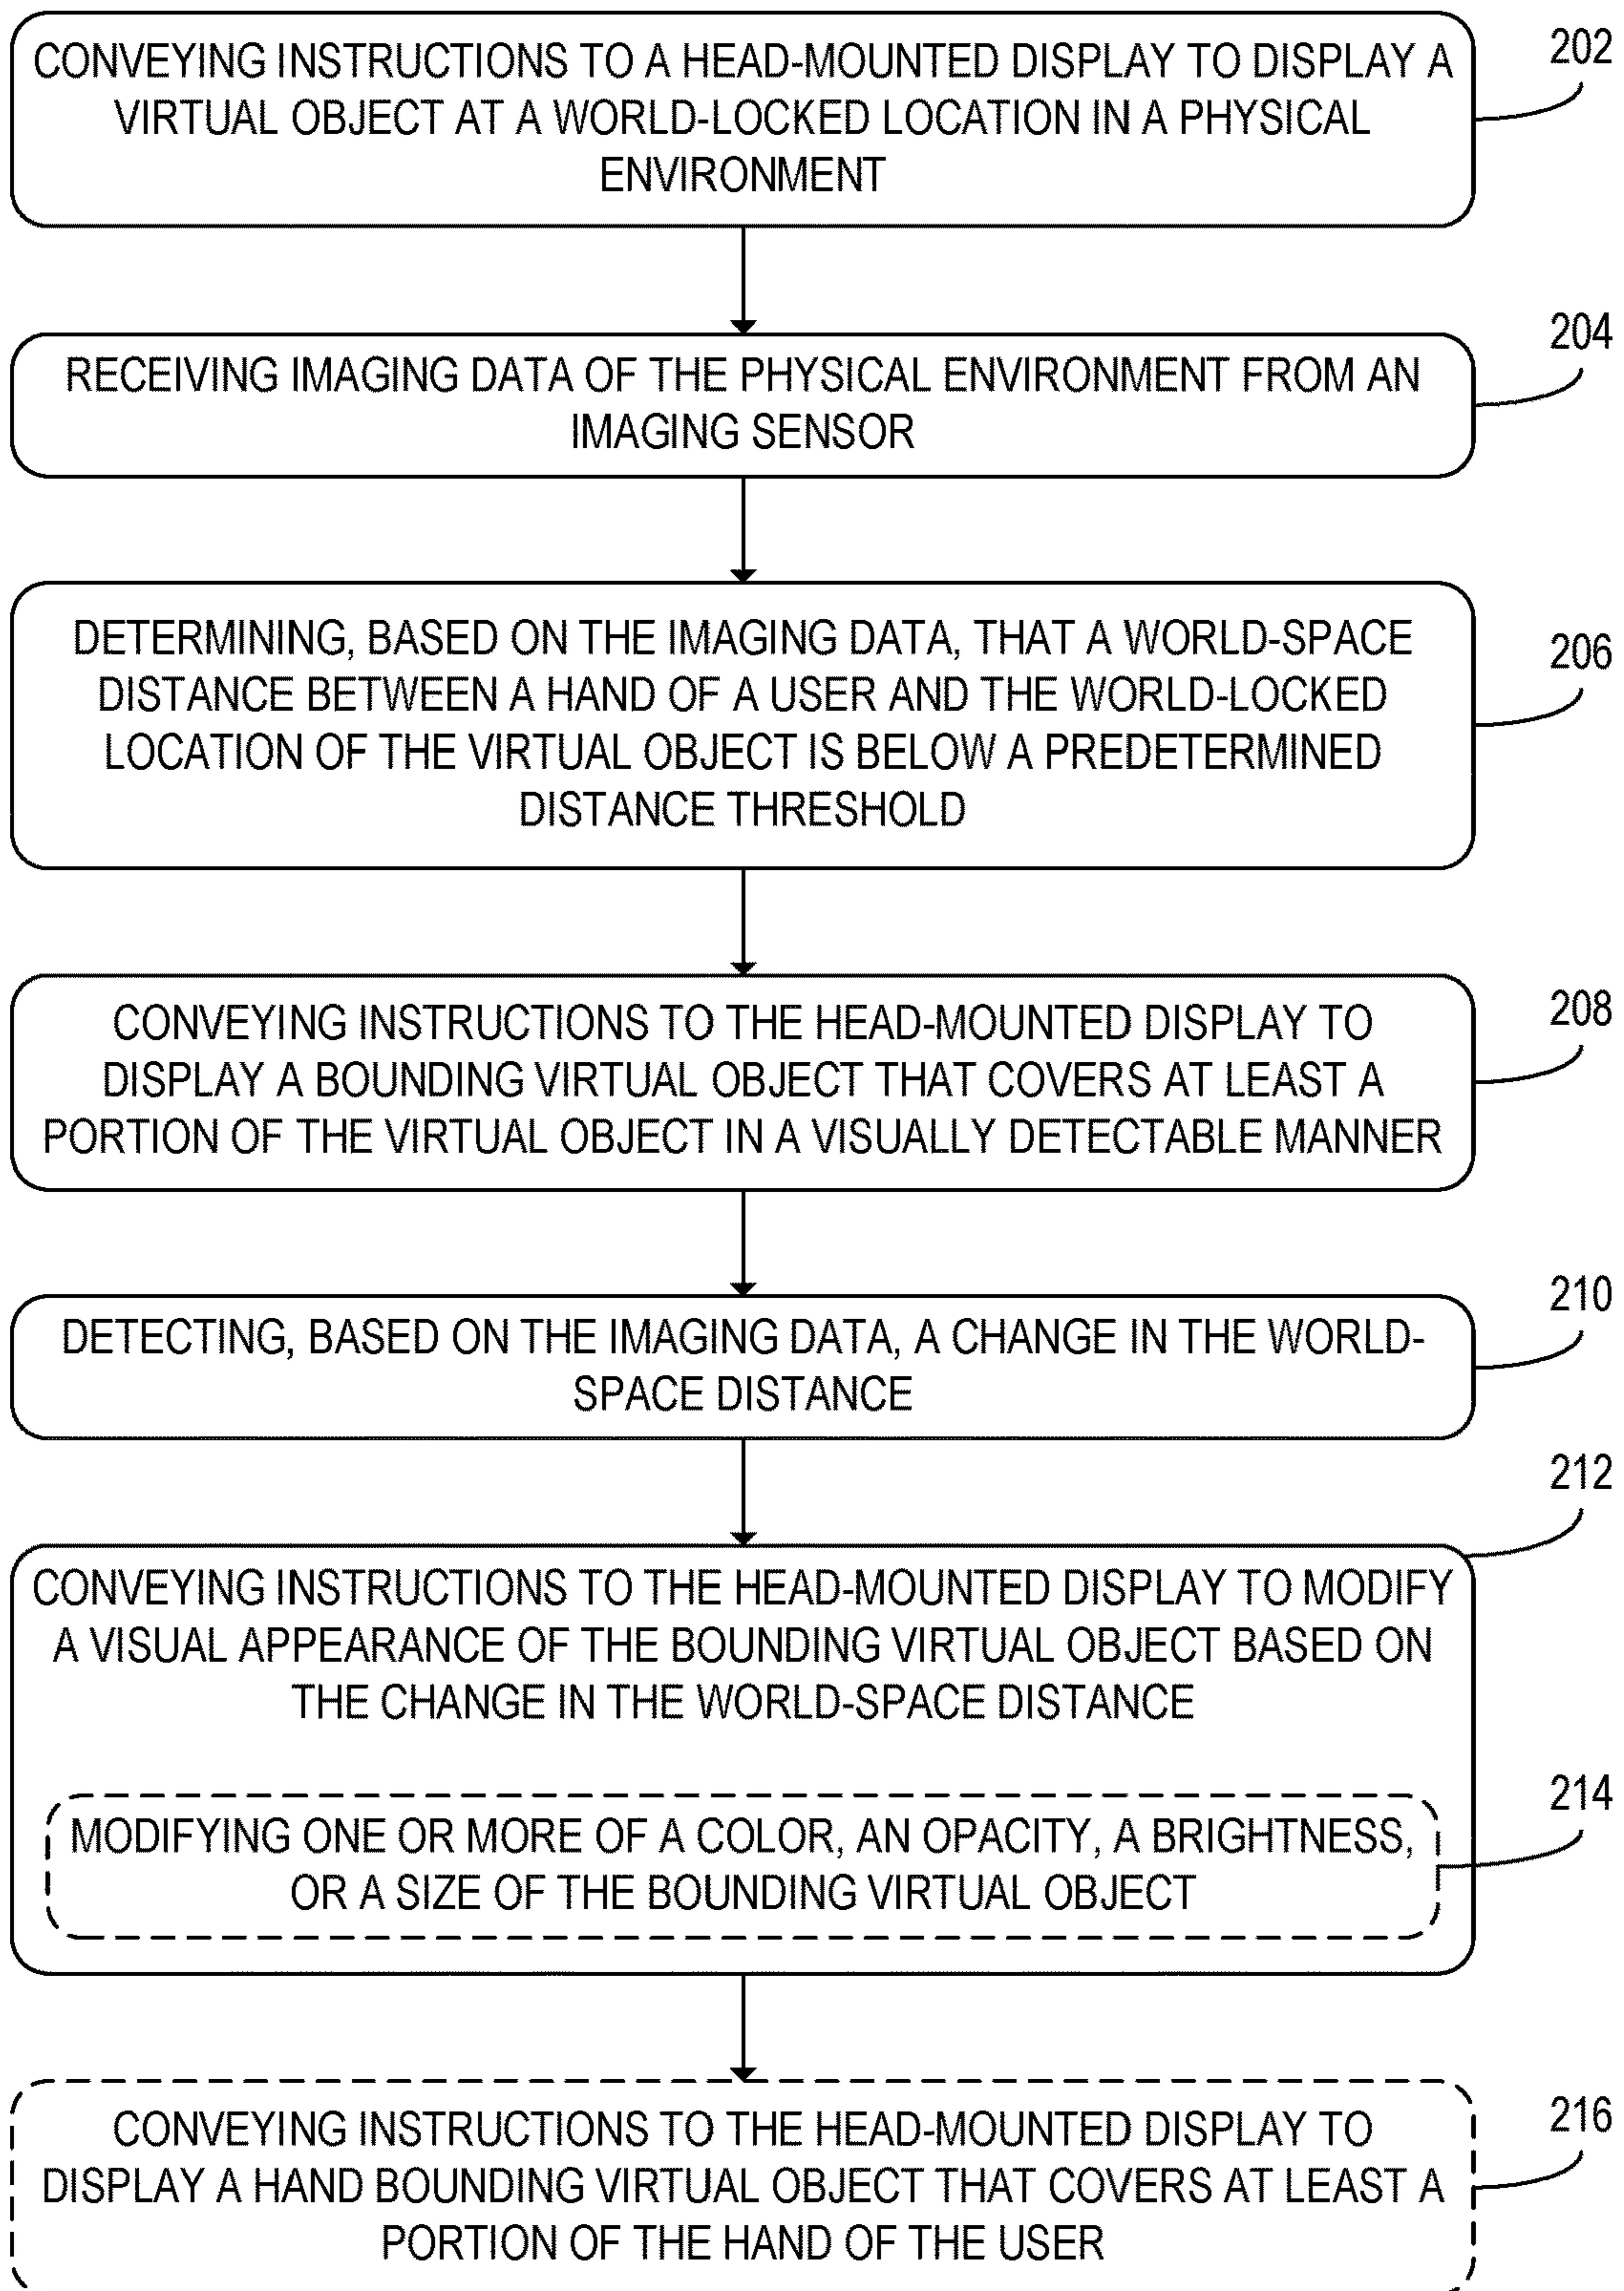 CONVEYING INSTRUCTIONS TO A HEAD-MOUNTED DISPLAY TO DISPLAY A
VIRTUAL OBJECT AT A WORLD-LOCKED LOCATION IN A PHYSICAL
ENVIRONMENT
202
RECEIVING IMAGING DATA OF THE PHYSICAL ENVIRONMENT FROM AN
IMAGING SENSOR
204
DETERMINING, BASED ON THE IMAGING DATA, THAT A WORLD-SPACE
DISTANCE BETWEEN A HAND OF A USER AND THE WORLD-LOCKED
LOCATION OF THE VIRTUAL OBJECT IS BELOW A PREDETERMINED
DISTANCE THRESHOLD
206
CONVEYING INSTRUCTIONS TO THE HEAD-MOUNTED DISPLAY TO
DISPLAY A BOUNDING VIRTUAL OBJECT THAT COVERS AT LEAST A
PORTION OF THE VIRTUAL OBJECT IN A VISUALLY DETECTABLE MANNER
208
DETECTING, BASED ON THE IMAGING DATA, A CHANGE IN THE WORLD-
SPACE DISTANCE
210
CONVEYING INSTRUCTIONS TO THE HEAD-MOUNTED DISPLAY TO MODIFY
A VISUAL APPEARANCE OF THE BOUNDING VIRTUAL OBJECT BASED ON
THE CHANGE IN THE WORLD-SPACE DISTANCE
212
MODIFYING ONE OR MORE OF A COLOR, AN OPACITY, A BRIGHTNESS,
OR A SIZE OF THE BOUNDING VIRTUAL OBJECT
214
CONVEYING INSTRUCTIONS TO THE HEAD-MOUNTED DISPLAY TO
DISPLAY A HAND BOUNDING VIRTUAL OBJECT THAT COVERS AT LEAST A
PORTION OF THE HAND OF THE USER
216